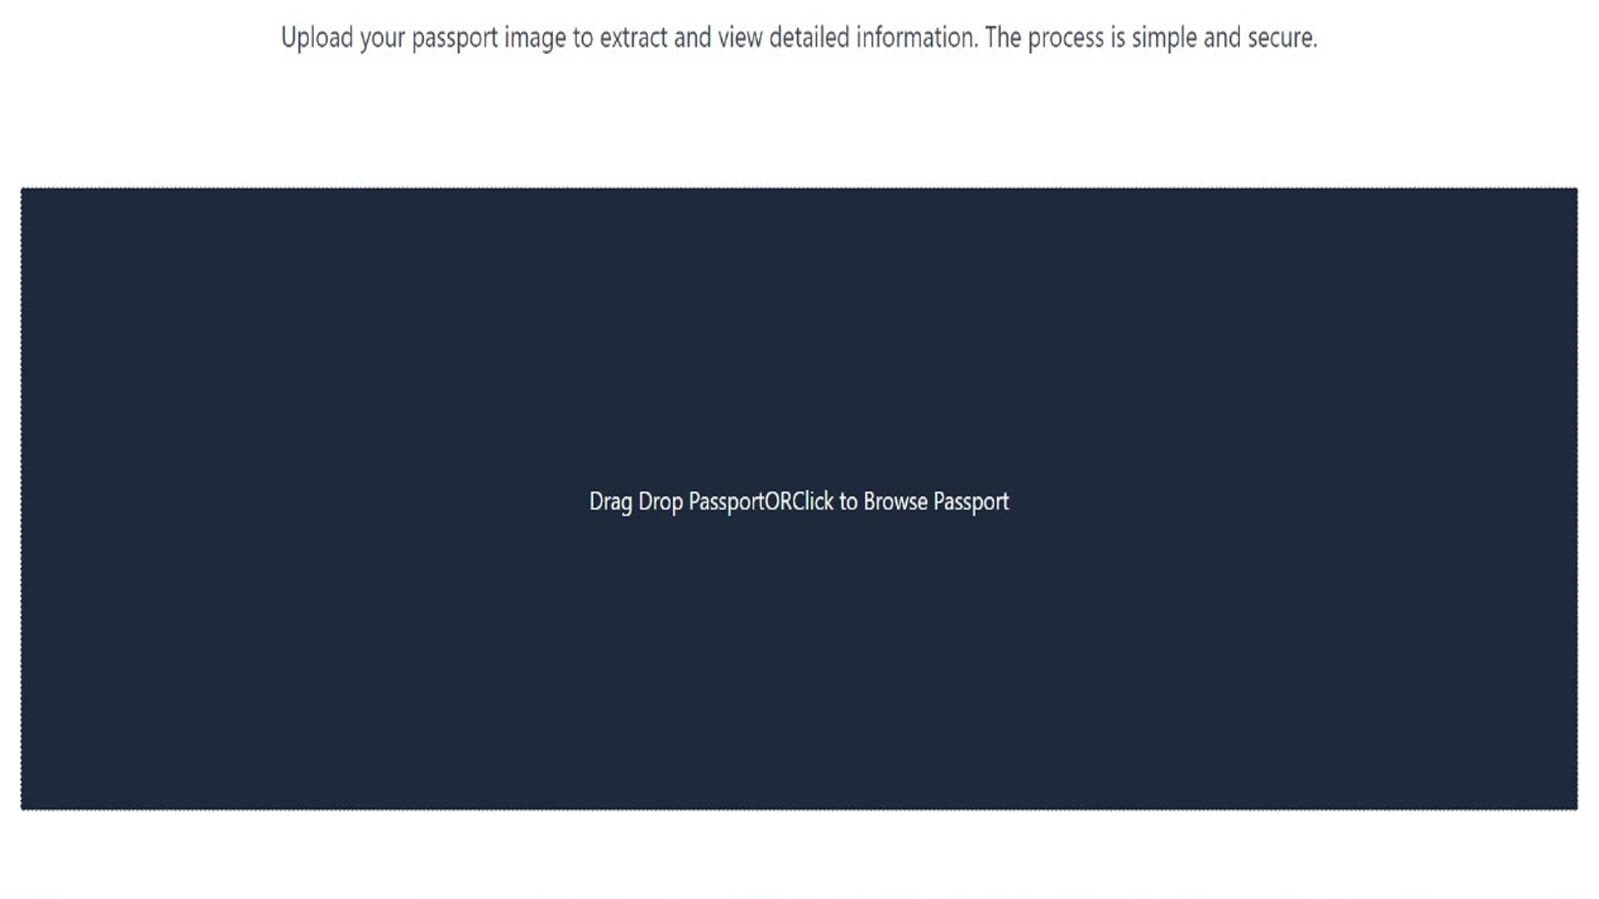 Upload your passport image to extract and view detailed information. The process is simple and secure.
Drag Drop PassportORClick to Browse Passport